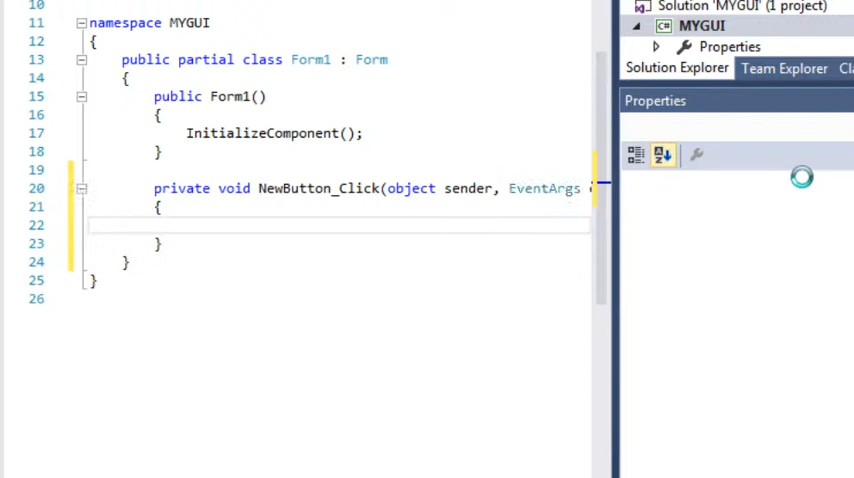 10
11 namespace MYGUI
12 {
13 public partial class Form1 : Form
14 {
15 public Form1()
16 {
17 InitializeComponent();
18 }
19
20 private void NewButton_Click(object sender, EventArgs
21 {
22
23 }
24 }
25 }
26
Solution 'MYGUI' (1 project)
C# MYGUI
Properties
Solution Explorer Team Explorer
Properties